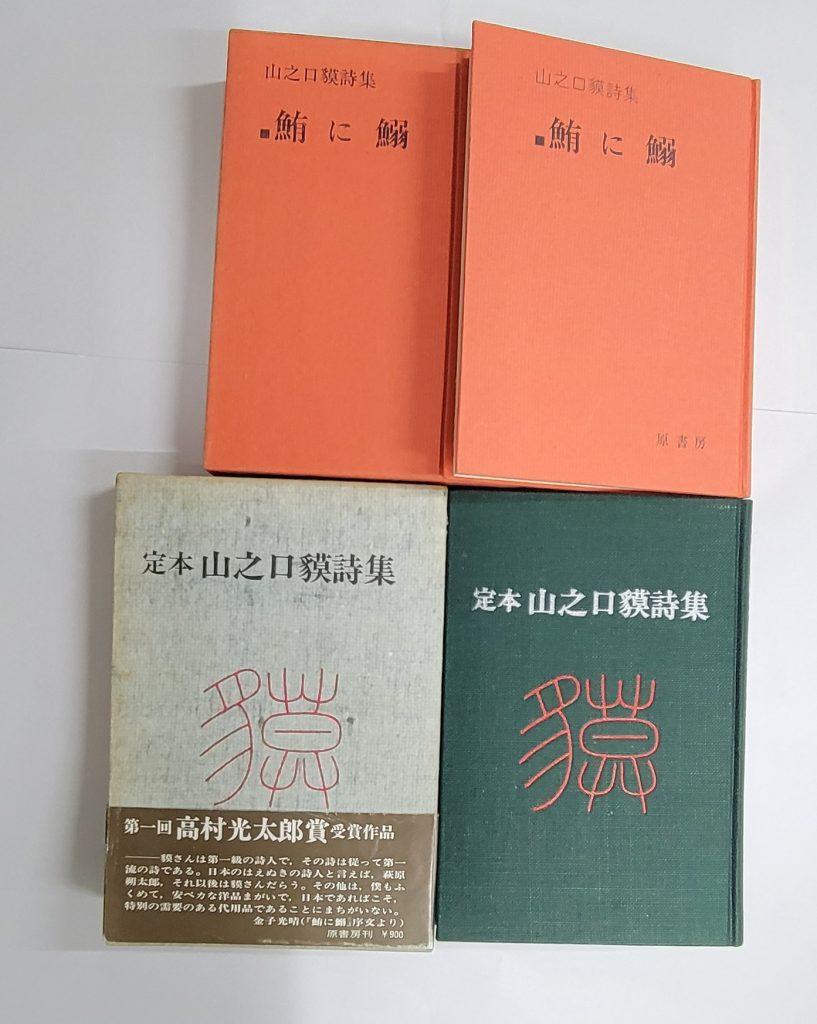 山之口貘詩集
■鮪に鰯
山之口貘詩集
■鮪に鰯
原書房
定本 山之口貘詩集
貘
第一回 高村光太郎賞 受賞作品
――貘さんは第一級の詩人で,その詩は従って第一
流の詩である。日本のはえぬきの詩人と言えば,萩原
朔太郎,それ以後は貘さんだらう。その他は,僕もふ
くめて,安ペカな洋品まがいで,日本であればこそ,
特別の需要のある代用品であることにまちがいない。
金子光晴(「鮪に鰯」序文より)
原書房刊 ¥900
定本 山之口貘詩集
貘